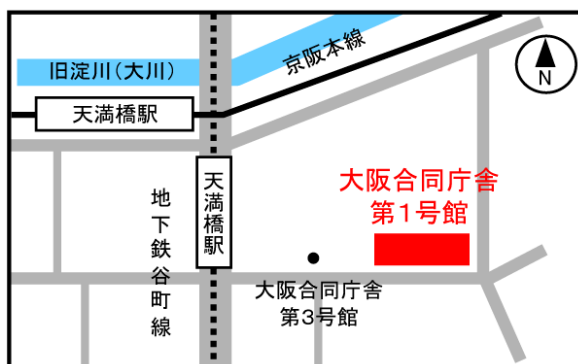 旧淀川(大川)
京阪本線
N
天満橋駅
天満橋駅
地下鉄谷町線
大阪合同庁舎
第1号館
大阪合同庁舎
第3号館